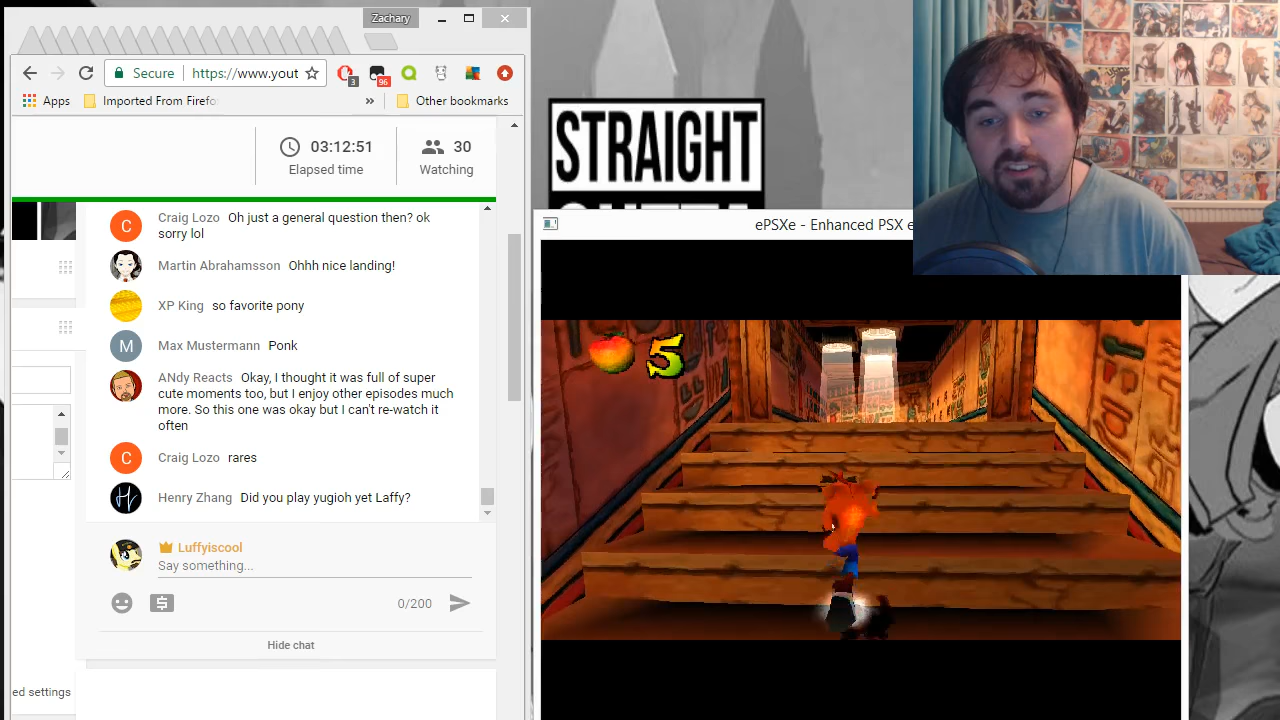 Zachary
Secure https://www.yout
3
96
Apps
Imported From Firefo
»
Other bookmarks
03:12:51
Elapsed time
30
Watching
Craig Lozo Oh just a general question then? ok
sorry lol
Martin Abrahamsson Ohhh nice landing!
XP King so favorite pony
M
Max Mustermann Ponk
ANdy Reacts Okay, I thought it was full of super
cute moments too, but I enjoy other episodes much
more. So this one was okay but I can't re-watch it
often
C
Craig Lozo rares
Henry Zhang Did you play yugioh yet Laffy?
Luffyiscool
Say something...
0/200
Hide chat
ed settings
STRAIGHT
OUTTA
ePSXe - Enhanced PSX e
5